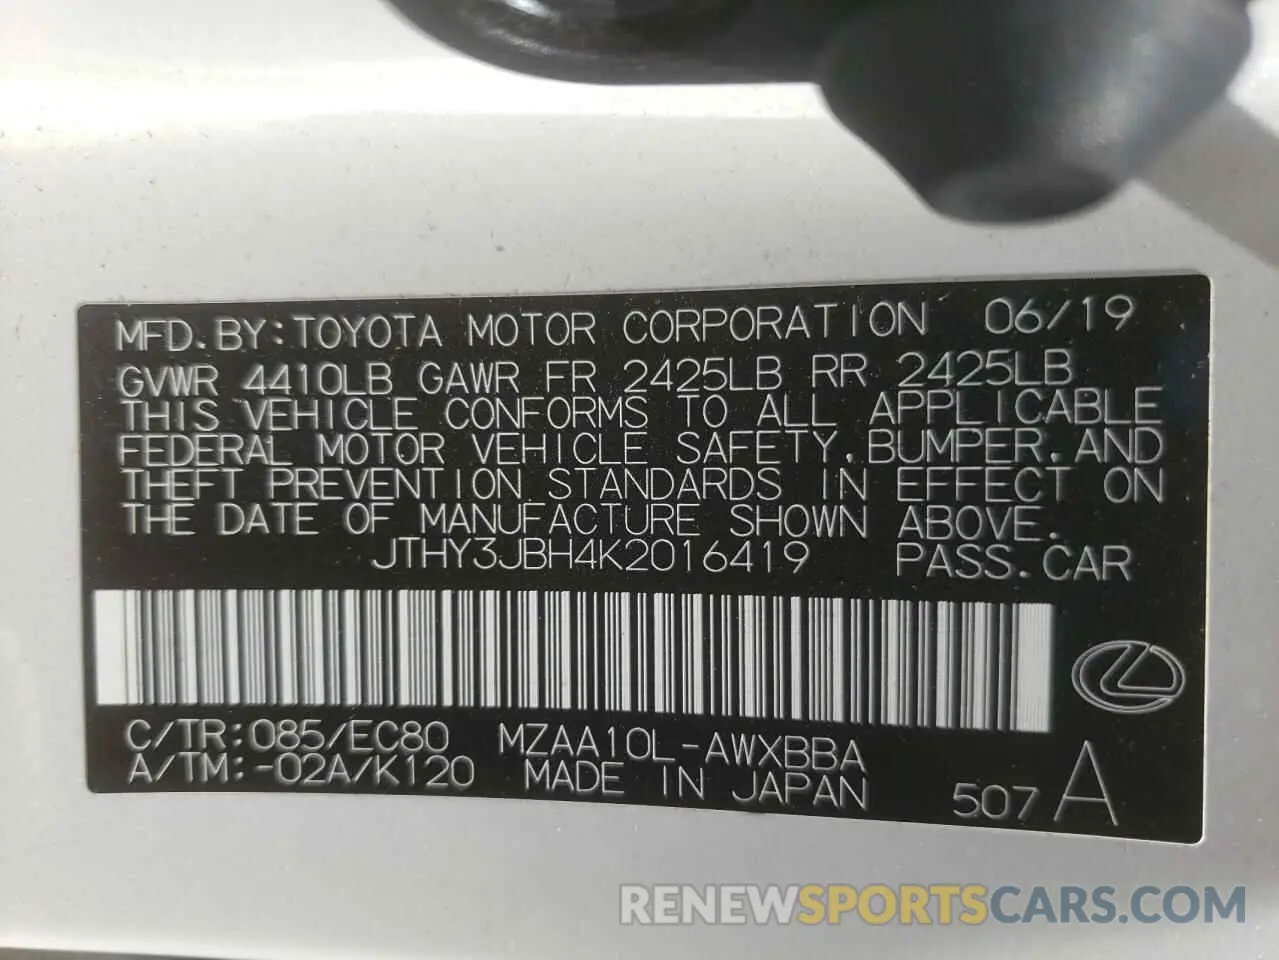 MFD. BY: TOYOTA MOTOR CORPORATION 06/19
GVWR 4410LB GAWR FR 2425LB RR 2425LB
THIS VEHICLE CONFORMS TO ALL APPLICABLE
FEDERAL MOTOR VEHICLE SAFETY, BUMPER, AND
THEFT PREVENTION STANDARDS IN EFFECT ON
THE DATE OF MANUFACTURE SHOWN ABOVE.
JTHY3JBH4K2016419 PASS. CAR
C/TR: 085/EC80 MZAA10L-AWXBBA
A/TM: -02A/K120 MADE IN JAPAN 507 A
RENEWSPORTSCARS.COM